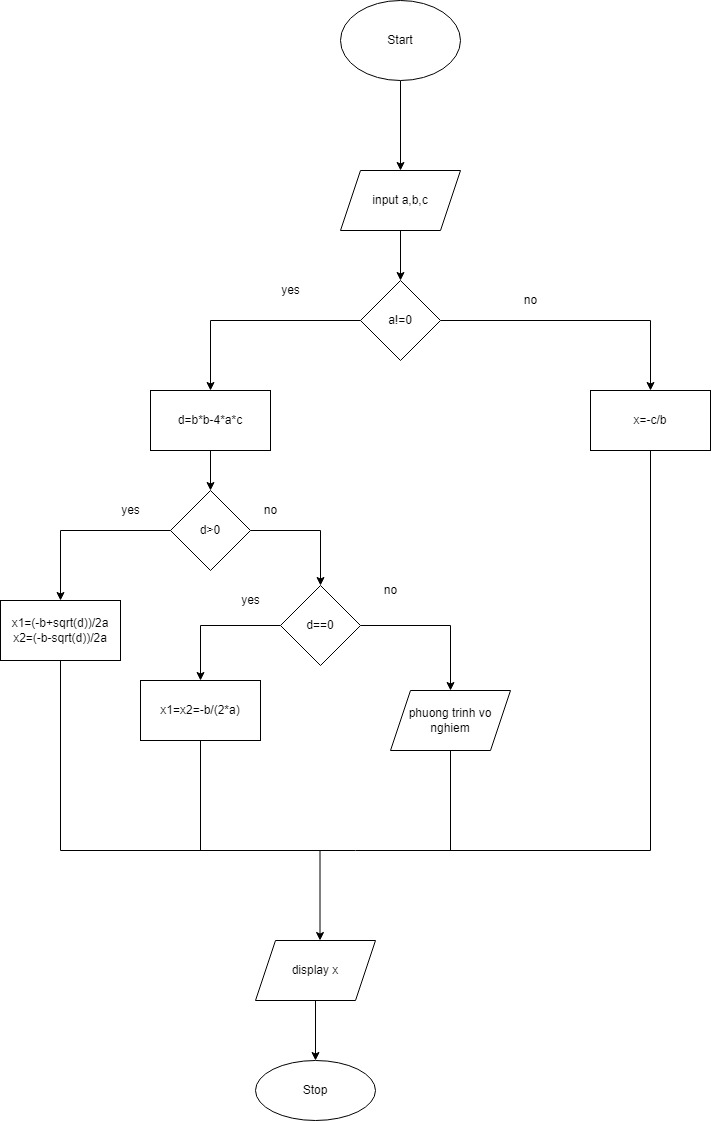 Start
input a,b,c
yes
no
a!=0
d=b*b-4*a*c
x=-c/b
yes
no
d>0
yes
no
x1=(-b+sqrt(d))/2a
x2=(-b-sqrt(d))/2a
d==0
x1=x2=-b/(2*a)
phuong trinh vo
nghiem
display x
Stop